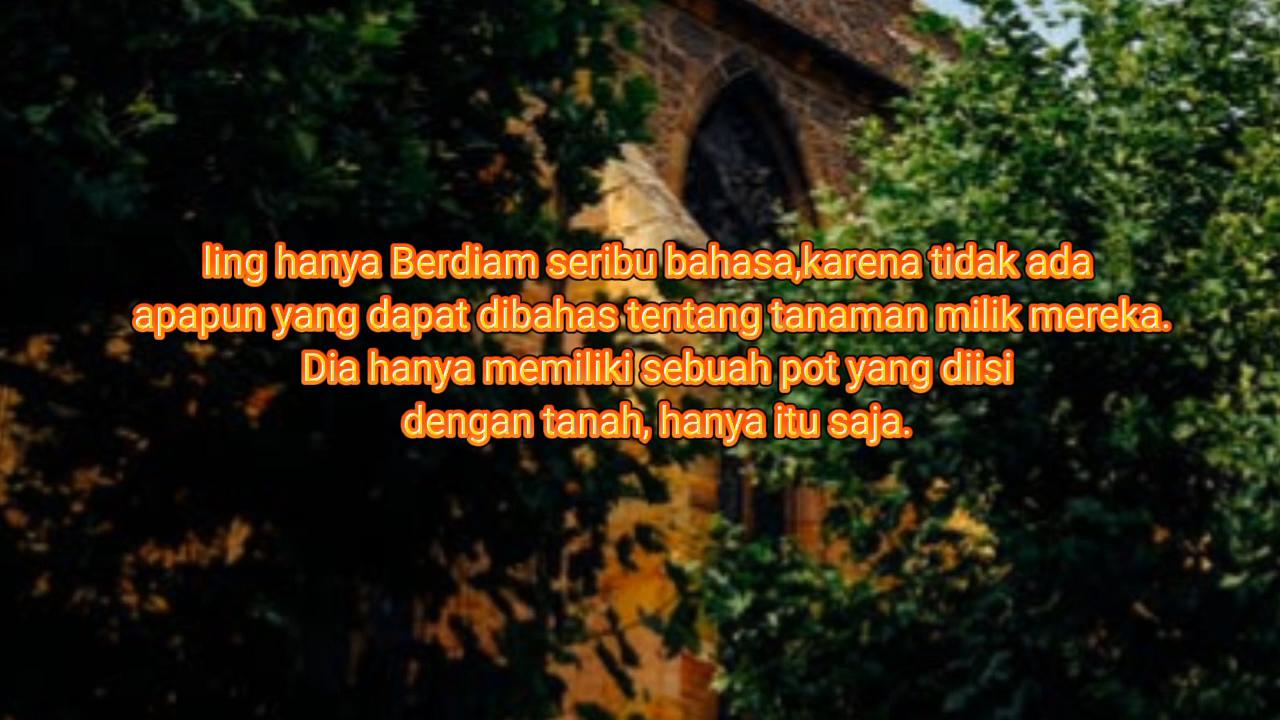 ling hanya Berdiam seribu bahasa,karena tidak ada
apapun yang dapat dibahas tentang tanaman milik mereka.
Dia hanya memiliki sebuah pot yang diisi
dengan tanah, hanya itu saja.